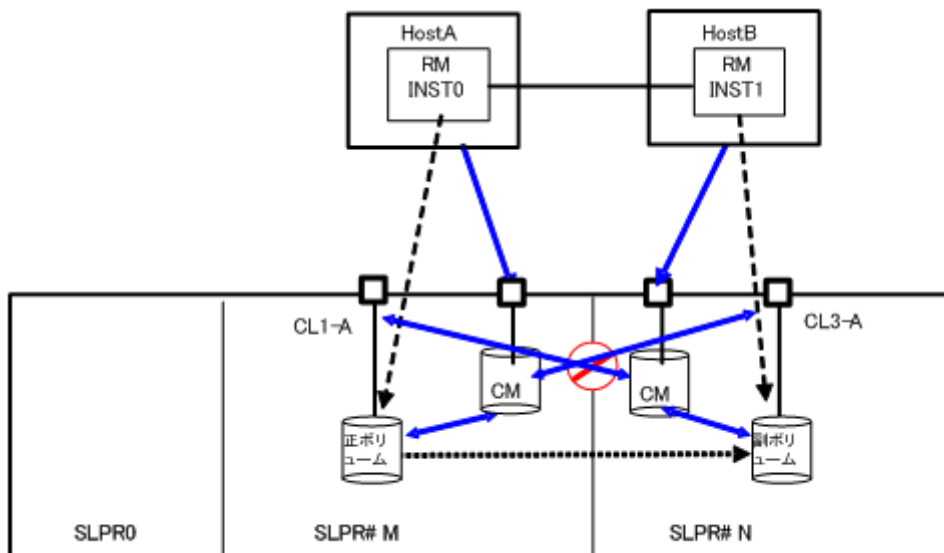 HostA
RM
INST0
HostB
RM
INST1
CL1-A
CL3-A
CM
CM
正ボリ
ューム
副ボリ
ューム
SLPR0
SLPR# M
SLPR# N